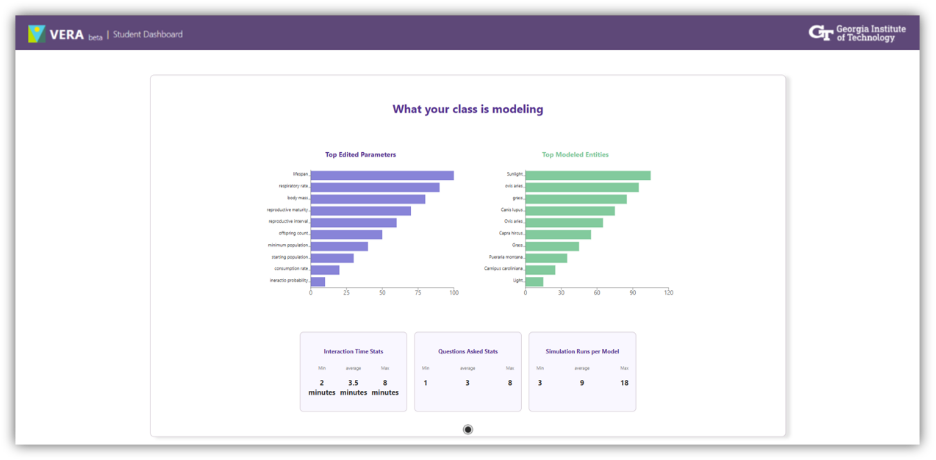 VERA beta | Student Dashboard
GT Georgia Institute
of Technology
What your class is modeling
Top Edited Parameters
lifespan
respiratory rate
body mass
reproductive maturity
reproductive interval
offspring count
minimum population
starting population
consumption rate
interaction probability
0 25 50 75 100
Top Modeled Entities
Sunlight
ovis aries
grass
Canis lupus
Ovis aries
Capra hircus
Grass
Pueraria montana
Light
0 30 60 90 120
Interaction Time Stats
Min average Max
2 3.5 8
minutes minutes minutes
Questions Asked Stats
Min average Max
1 3 8
Simulation Runs per Model
Min average Max
3 9 18